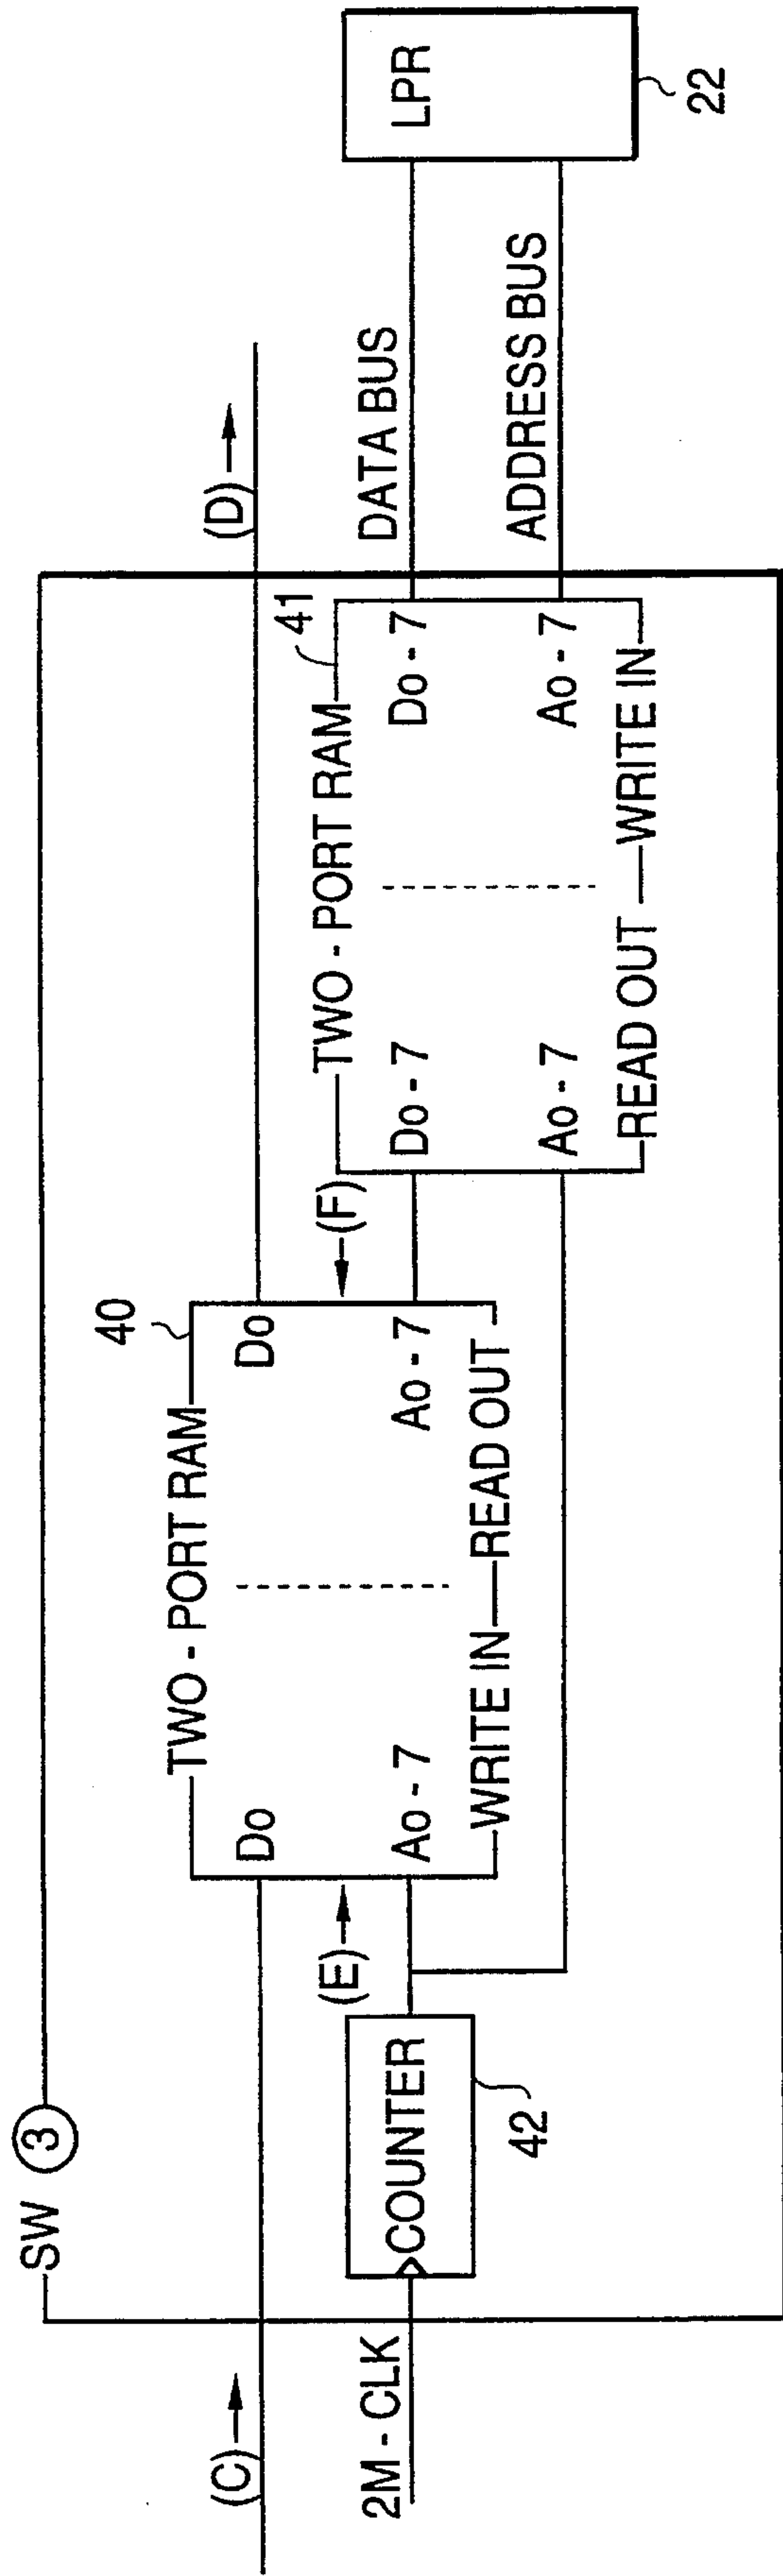 SW 3
(C)
2M - CLK
COUNTER
42
(E)
TWO - PORT RAM
40
Do
Do
Ao - 7
Ao - 7
WRITE IN
READ OUT
(F)
TWO - PORT RAM
41
Do - 7
Do - 7
Ao - 7
Ao - 7
READ OUT
WRITE IN
(D)
DATA BUS
ADDRESS BUS
LPR
22